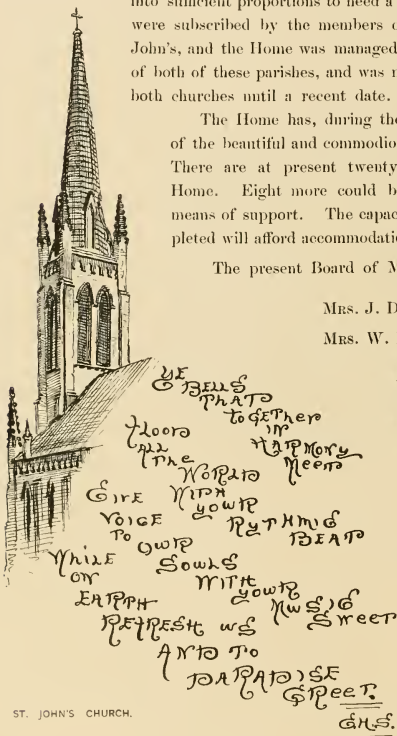 into sufficient proportions to need a
were subscribed by the members o
John's, and the Home was managed
of both of these parishes, and was
both churches until a recent date.
The Home has, during the
of the beautiful and commodio
There are at present twenty
Home. Eight more could b
means of support. The capac
pleted will afford accommodati
The present Board of M
MRS. J. D
MRS. W.
YE BELLS
THAT
toGETher
IN
HARMONY
MEET
FLOOD
ALL
The
WORLD
WITH
YOUR
RYTHMIC
BEAT
GIVE
VOICE
TO
OUR
SOULS
WITH
YOUR
MUSIC
SWEET
WHILE
ON
EARTH
REFRESH US
AND TO
PARADISE
GREET.
G.H.S.
ST. JOHN'S CHURCH.